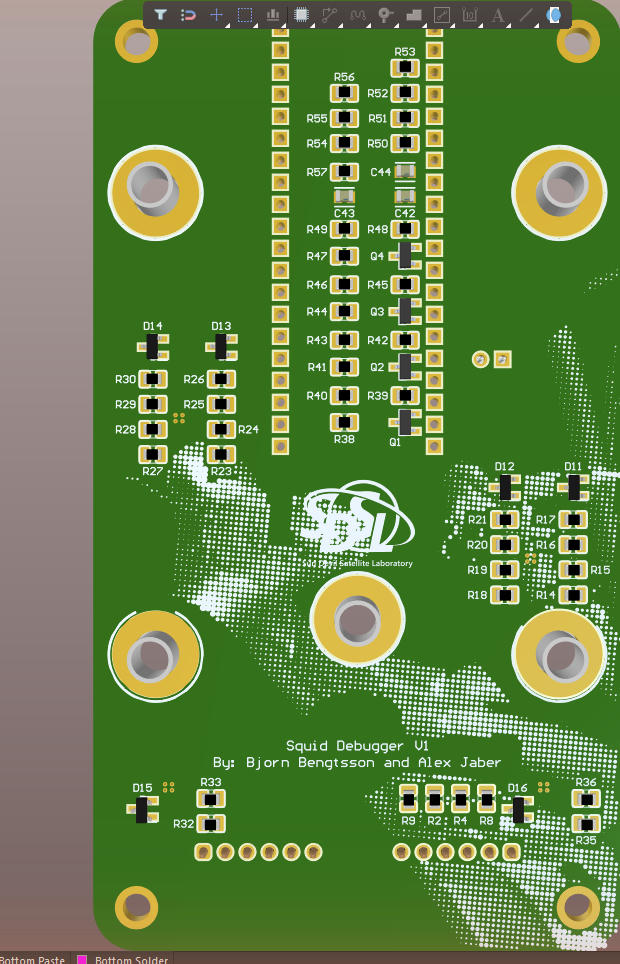 R53
R56
R52
R55 R51
R54 R50
R57 C44
C43 C42
R49 R48
R47 Q4
R46 R45
R44 Q3
D14 D13
R43 R42
R41 Q2
R30 R26
R40 R39
R29 R25
R28 R24
R38 Q1
R27 R23
D12 D11
SDSL
R21 R17
R20 R16
Satellite Laboratory
R19 R15
R18 R14
Squid Debugger V1
By: Bjorn Bengtsson and Alex Jaber
D15 R33 D16 R36
R32 R9 R2 R4 R8
R35
Bottom Paste Bottom Solder